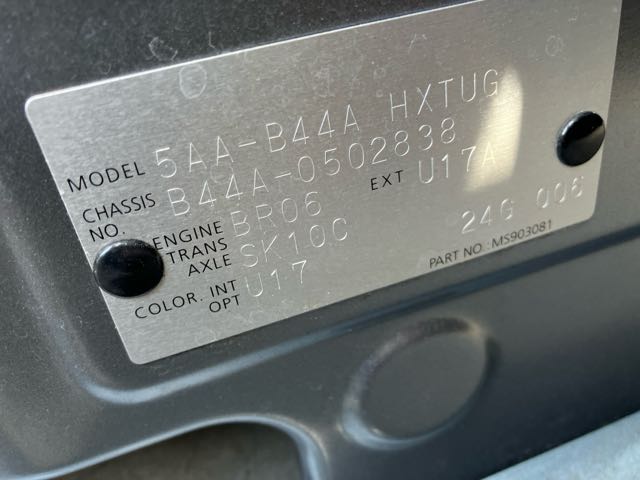 MODEL 5AA-B44A HXTUG
CHASSIS NO. B44A-0502838
ENGINE BR06 EXT U17A
TRANS AXLE SK10C 24G 006
COLOR. INT OPT U17
PART NO. :MS903081